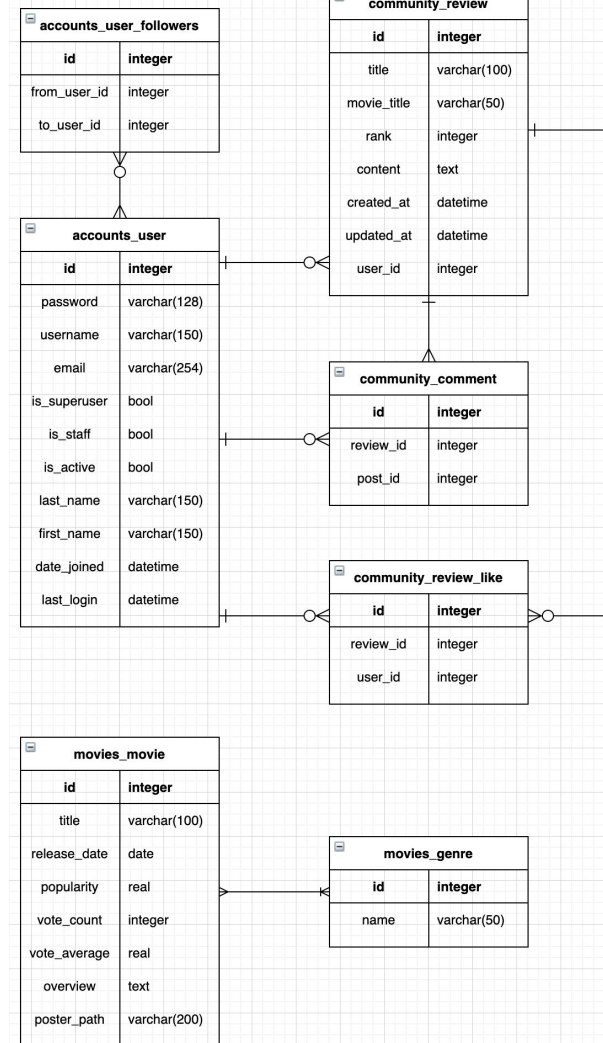 accounts_user_followers
id integer
from_user_id integer
to_user_id integer
community_review
id integer
title varchar(100)
movie_title varchar(50)
rank integer
content text
created_at datetime
updated_at datetime
user_id integer
accounts_user
id integer
password varchar(128)
username varchar(150)
email varchar(254)
is_superuser bool
is_staff bool
is_active bool
last_name varchar(150)
first_name varchar(150)
date_joined datetime
last_login datetime
community_comment
id integer
review_id integer
post_id integer
community_review_like
id integer
review_id integer
user_id integer
movies_movie
id integer
title varchar(100)
release_date date
popularity real
vote_count integer
vote_average real
overview text
poster_path varchar(200)
movies_genre
id integer
name varchar(50)